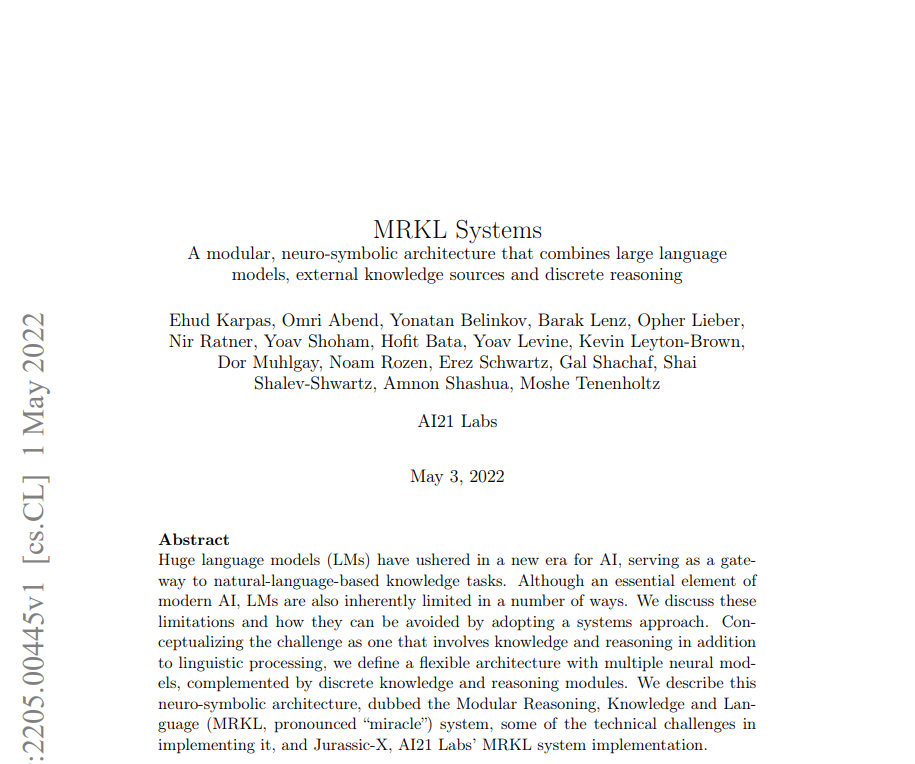 MRKL Systems
A modular, neuro-symbolic architecture that combines large language
models, external knowledge sources and discrete reasoning
Ehud Karpas, Omri Abend, Yonatan Belinkov, Barak Lenz, Opher Lieber,
Nir Ratner, Yoav Shoham, Hofit Bata, Yoav Levine, Kevin Leyton-Brown,
Dor Muhlgay, Noam Rozen, Erez Schwartz, Gal Shachaf, Shai
Shalev-Shwartz, Amnon Shashua, Moshe Tenenholtz
AI21 Labs
May 3, 2022
Abstract
Huge language models (LMs) have ushered in a new era for AI, serving as a gate-
way to natural-language-based knowledge tasks. Although an essential element of
modern AI, LMs are also inherently limited in a number of ways. We discuss these
limitations and how they can be avoided by adopting a systems approach. Con-
ceptualizing the challenge as one that involves knowledge and reasoning in addition
to linguistic processing, we define a flexible architecture with multiple neural mod-
els, complemented by discrete knowledge and reasoning modules. We describe this
neuro-symbolic architecture, dubbed the Modular Reasoning, Knowledge and Lan-
guage (MRKL, pronounced “miracle”) system, some of the technical challenges in
implementing it, and Jurassic-X, AI21 Labs’ MRKL system implementation.
:2205.00445v1 [cs.CL] 1 May 2022